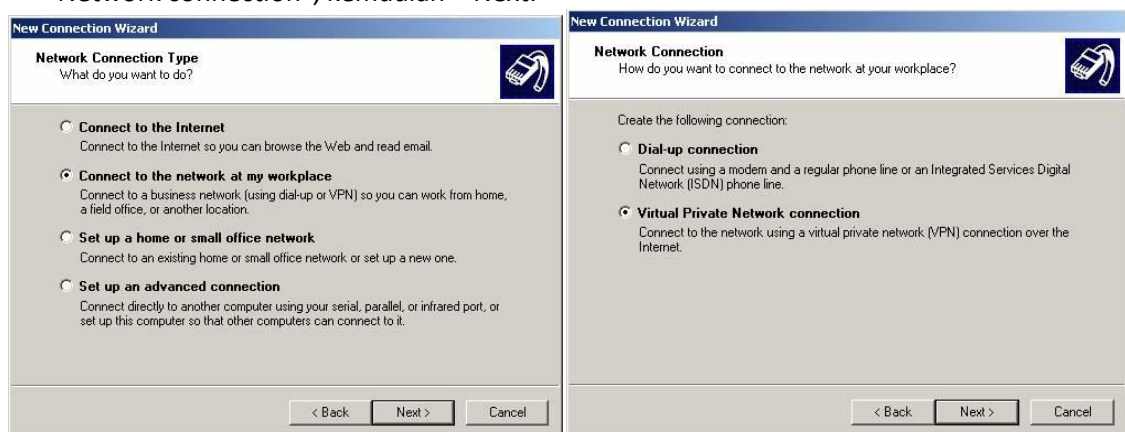 Network connection", kemudian " Next.
New Connection Wizard
Network Connection Type
What do you want to do?
Connect to the Internet
Connect to the Internet so you can browse the Web and read email.
Connect to the network at my workplace
Connect to a business network (using dial-up or VPN) so you can work from home,
a field office, or another location.
Set up a home or small office network
Connect to an existing home or small office network or set up a new one.
Set up an advanced connection
Connect directly to another computer using your serial, parallel, or infrared port, or
set up this computer so that other computers can connect to it.
< Back
Next >
Cancel
New Connection Wizard
Network Connection
How do you want to connect to the network at your workplace?
Create the following connection:
Dial-up connection
Connect using a modem and a regular phone line or an Integrated Services Digital
Network (ISDN) phone line.
Virtual Private Network connection
Connect to the network using a virtual private network (VPN) connection over the
Internet.
< Back
Next >
Cancel